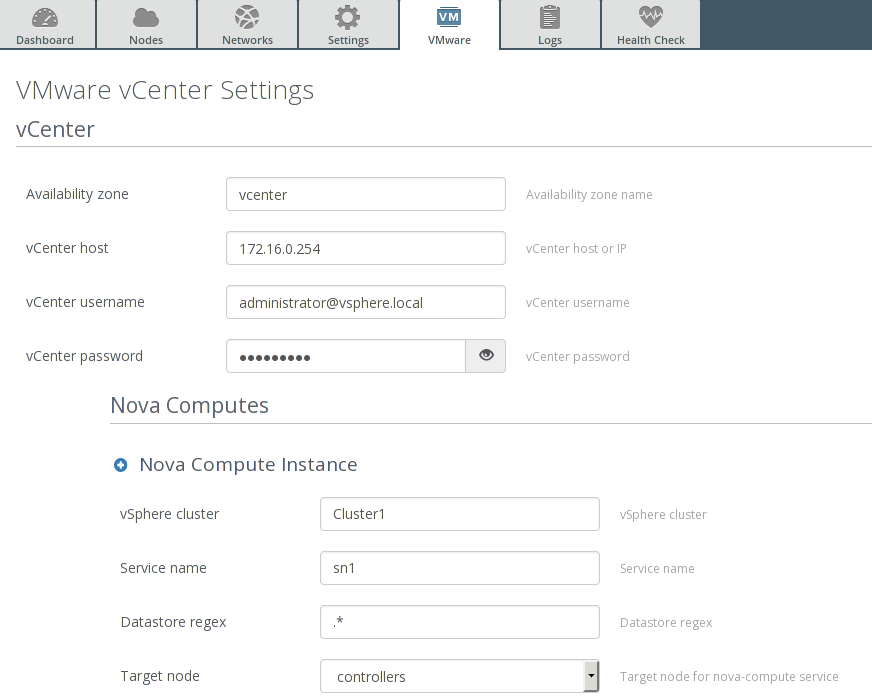 Dashboard Nodes Networks Settings VMware Logs Health Check
VM
VMware vCenter Settings
vCenter
Availability zone vcenter Availability zone name
vCenter host 172.16.0.254 vCenter host or IP
vCenter username administrator@vsphere.local vCenter username
vCenter password ●●●●●●●●● vCenter password
Nova Computes
Nova Compute Instance
vSphere cluster Cluster1 vSphere cluster
Service name sn1 Service name
Datastore regex .* Datastore regex
Target node controllers Target node for nova-compute service